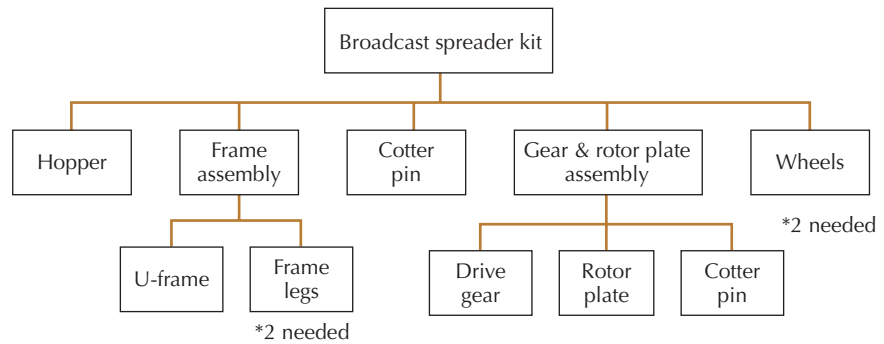 Broadcast spreader kit
Hopper
Frame
assembly
Cotter
pin
Gear & rotor plate
assembly
Wheels
*2 needed
U-frame
Frame
legs
*2 needed
Drive
gear
Rotor
plate
Cotter
pin